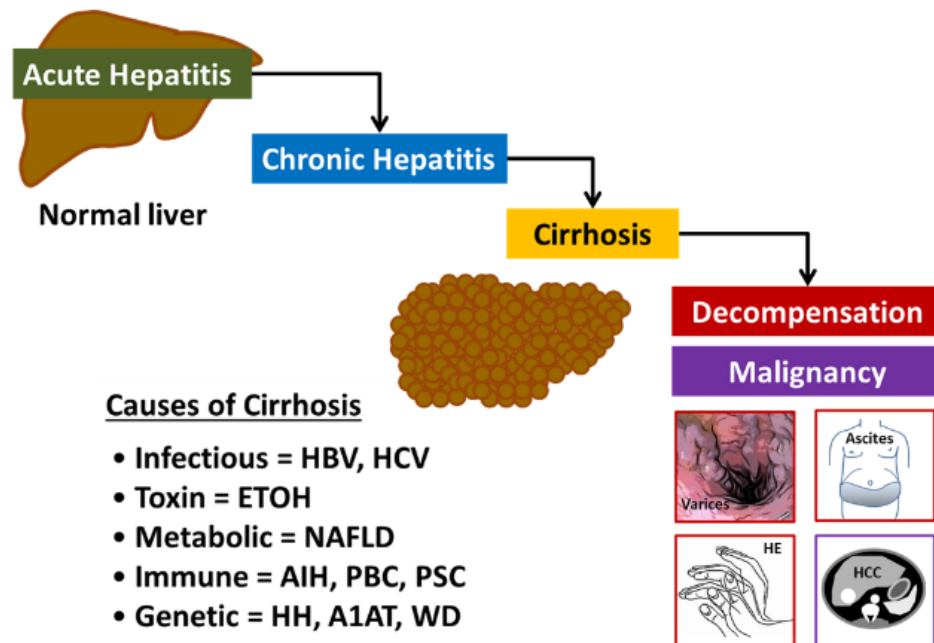 Acute Hepatitis
Chronic Hepatitis
Normal liver
Cirrhosis
Decompensation
Malignancy
Causes of Cirrhosis
• Infectious = HBV, HCV
• Toxin = ETOH
• Metabolic = NAFLD
• Immune = AIH, PBC, PSC
• Genetic = HH, A1AT, WD
Varices
Ascites
HE
HCC